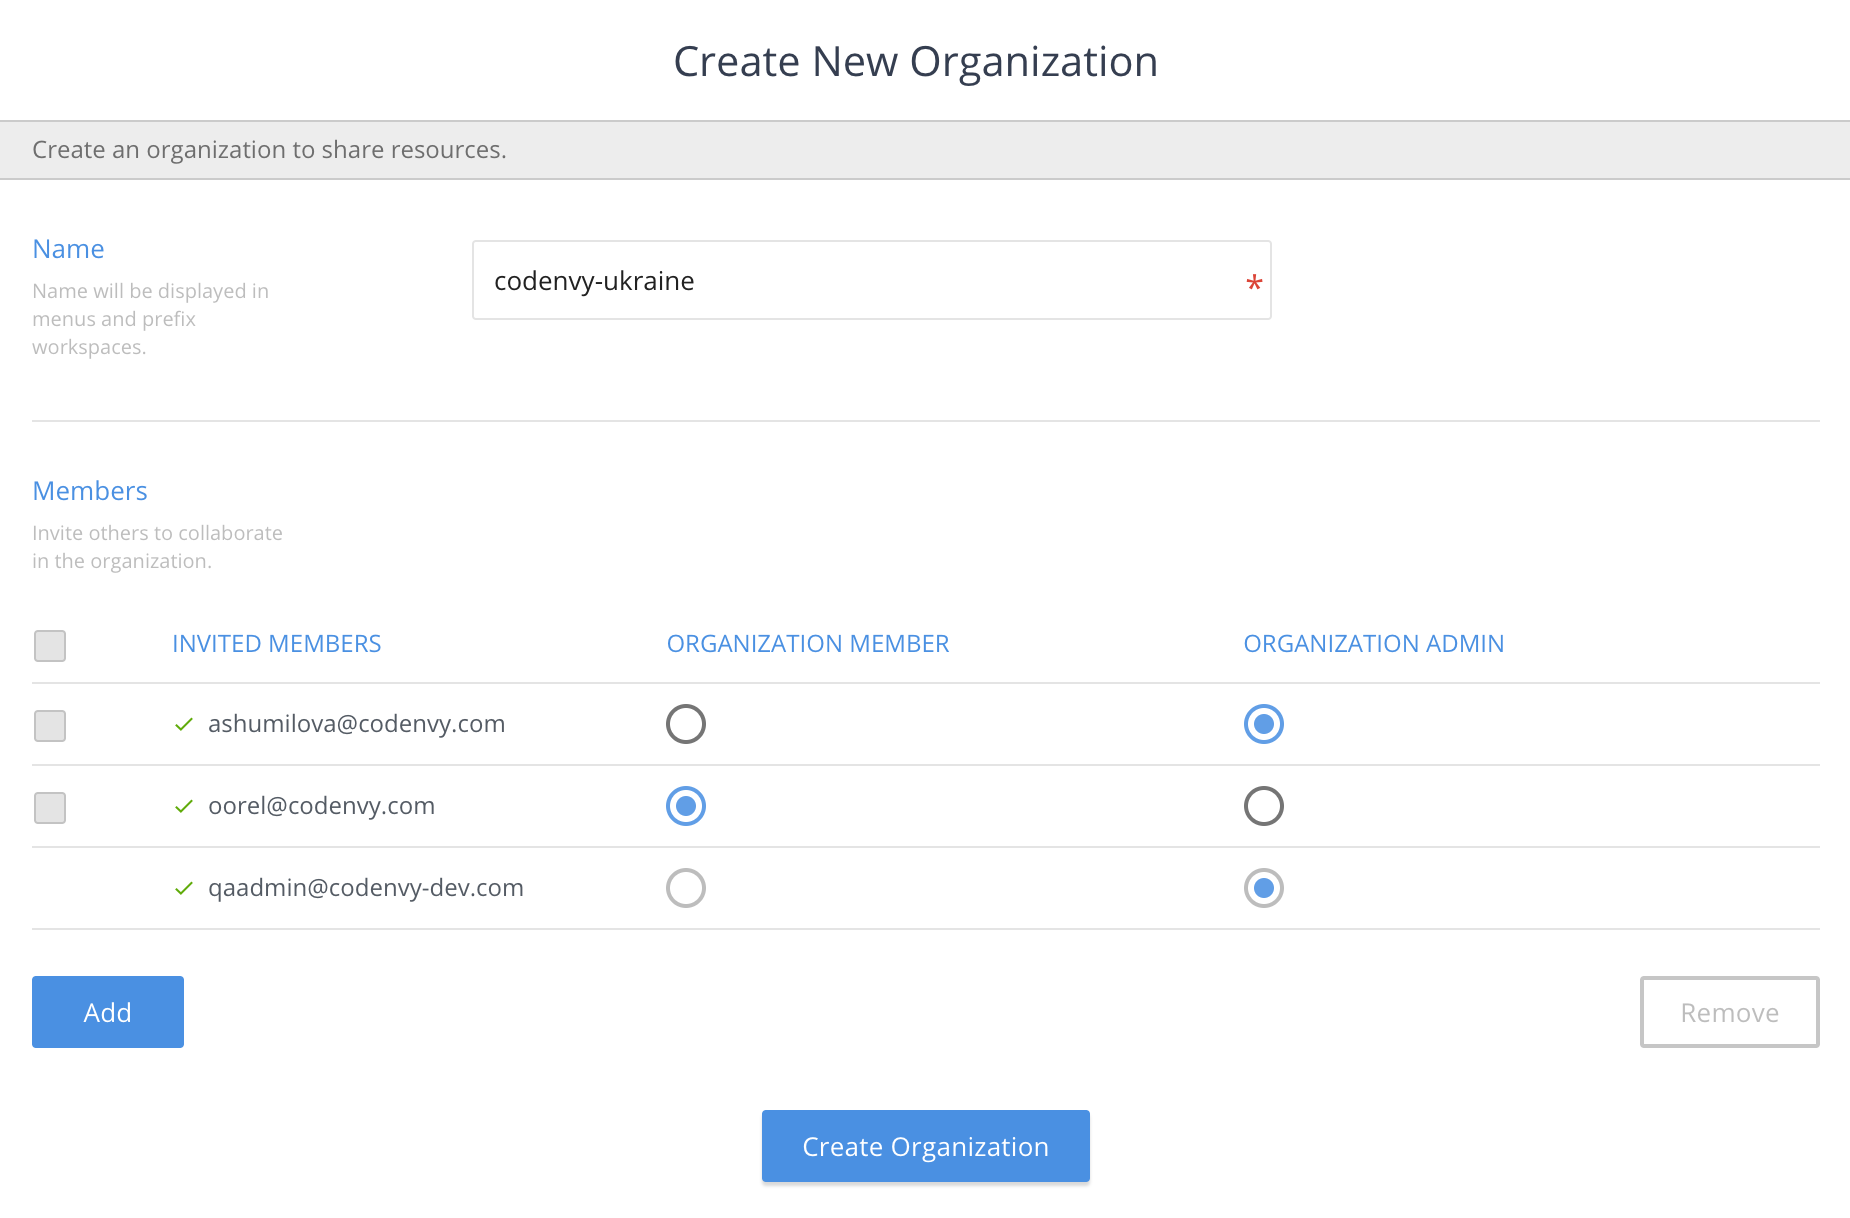 Create New Organization
Create an organization to share resources.
Name
Name will be displayed in
menus and prefix
workspaces.
codenvy-ukraine *
Members
Invite others to collaborate
in the organization.
INVITED MEMBERS ORGANIZATION MEMBER ORGANIZATION ADMIN
ashumilova@codenvy.com
oorel@codenvy.com
qaadmin@codenvy-dev.com
Add Remove
Create Organization